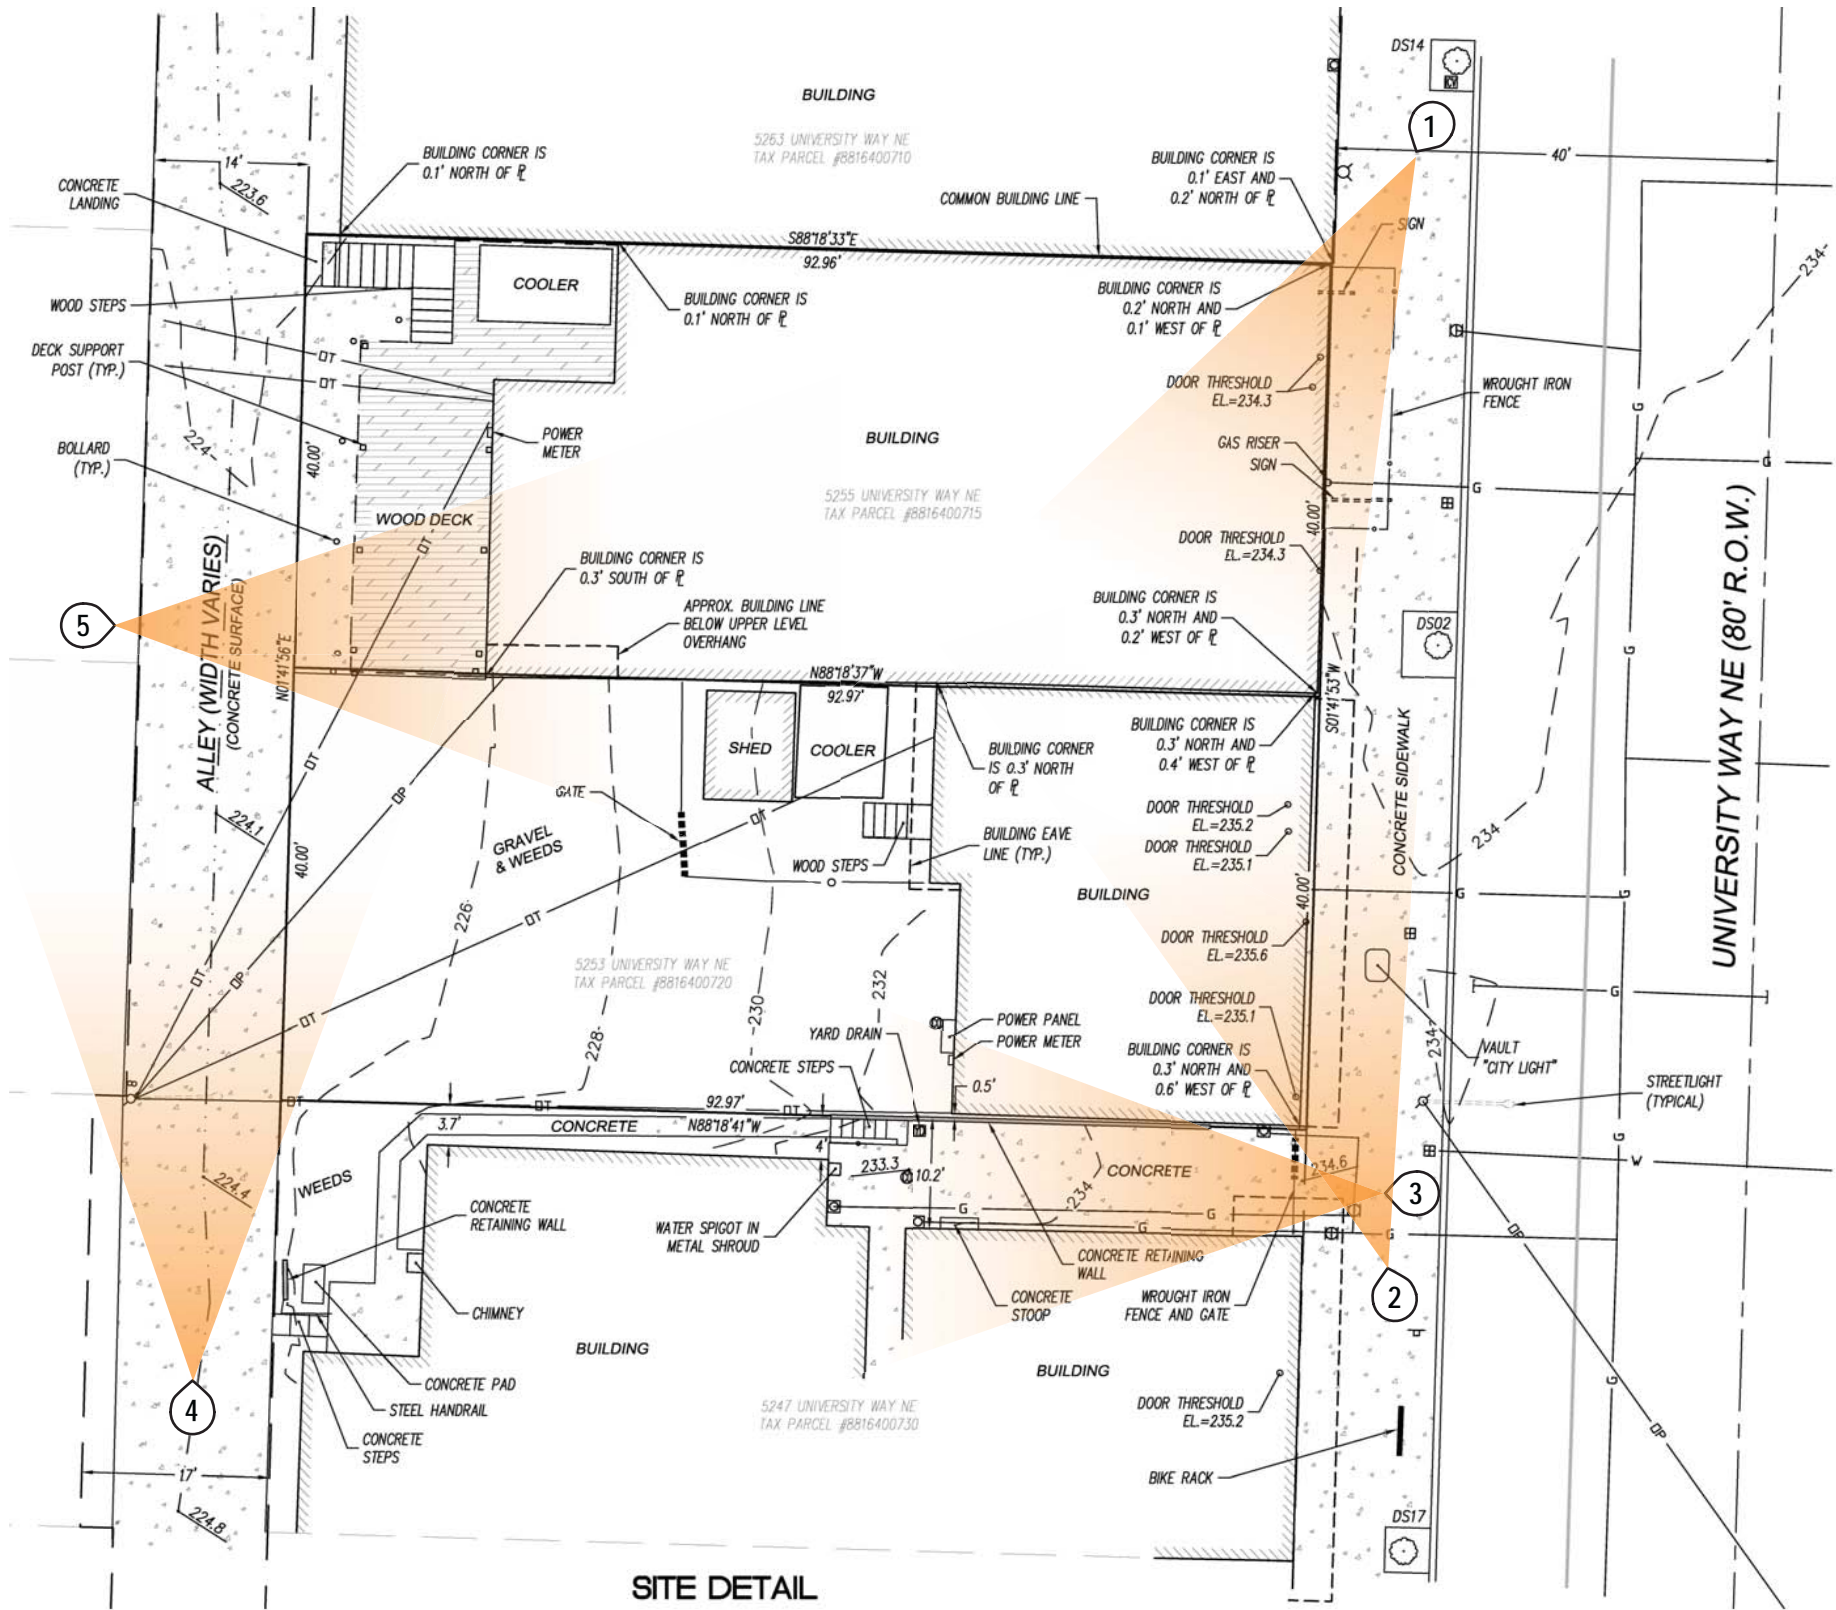 DS14
1
BUILDING
5263 UNIVERSITY WAY NE
TAX PARCEL #8816400710
14'
223.6
BUILDING CORNER IS
0.1' NORTH OF ℄
BUILDING CORNER IS
0.1' EAST AND
0.2' NORTH OF ℄
40'
CONCRETE
LANDING
COMMON BUILDING LINE
SIGN
S88°18'33"E
92.96'
234
COOLER
WOOD STEPS
BUILDING CORNER IS
0.1' NORTH OF ℄
BUILDING CORNER IS
0.2' NORTH AND
0.1' WEST OF ℄
DECK SUPPORT
POST (TYP.)
OT
OT
DOOR THRESHOLD
EL.=234.3
WROUGHT IRON
FENCE
G
224
BOLLARD
(TYP.)
40.00'
POWER
METER
BUILDING
GAS RISER
SIGN
G
G
5255 UNIVERSITY WAY NE
TAX PARCEL #8816400715
WOOD DECK
OT
40.00'
DOOR THRESHOLD
EL.=234.3
UNIVERSITY WAY NE (80' R.O.W.)
BUILDING CORNER IS
0.3' SOUTH OF ℄
ALLEY (WIDTH VARIES)
(CONCRETE SURFACE)
5
APPROX. BUILDING LINE
BELOW UPPER LEVEL
OVERHANG
BUILDING CORNER IS
0.3' NORTH AND
0.2' WEST OF ℄
DS02
G
N01°41'56"E
N88°18'37"W
92.97'
S01°41'53"W
SHED
COOLER
BUILDING CORNER
IS 0.3' NORTH
OF ℄
BUILDING CORNER IS
0.3' NORTH AND
0.4' WEST OF ℄
CONCRETE SIDEWALK
OT
OP
GATE
OT
DOOR THRESHOLD
EL.=235.2
DOOR THRESHOLD
EL.=235.1
224.1
GRAVEL
& WEEDS
40.00'
WOOD STEPS
BUILDING EAVE
LINE (TYP.)
234
BUILDING
40.00'
G
G
226
OT
DOOR THRESHOLD
EL.=235.6
5253 UNIVERSITY WAY NE
TAX PARCEL #8816400720
OT
OP
232
230
228
OT
DOOR THRESHOLD
EL.=235.1
G
YARD DRAIN
POWER PANEL
POWER METER
BUILDING CORNER IS
0.3' NORTH AND
0.6' WEST OF ℄
234
VAULT
"CITY LIGHT"
CONCRETE STEPS
0.5'
STREETLIGHT
(TYPICAL)
OT
OT
92.97'
OT
3.7'
CONCRETE
N88°18'41"W
4'
G
W
233.3
10.2'
CONCRETE
234.6
3
224.4
WEEDS
234
G
G
G
G
CONCRETE
RETAINING WALL
WATER SPIGOT IN
METAL SHROUD
CONCRETE RETAINING
WALL
OP
CONCRETE
STOOP
WROUGHT IRON
FENCE AND GATE
2
CHIMNEY
BUILDING
BUILDING
CONCRETE PAD
STEEL HANDRAIL
4
5247 UNIVERSITY WAY NE
TAX PARCEL #8816400730
DOOR THRESHOLD
EL.=235.2
G
OP
CONCRETE
STEPS
17'
BIKE RACK
224.8
DS17
SITE DETAIL